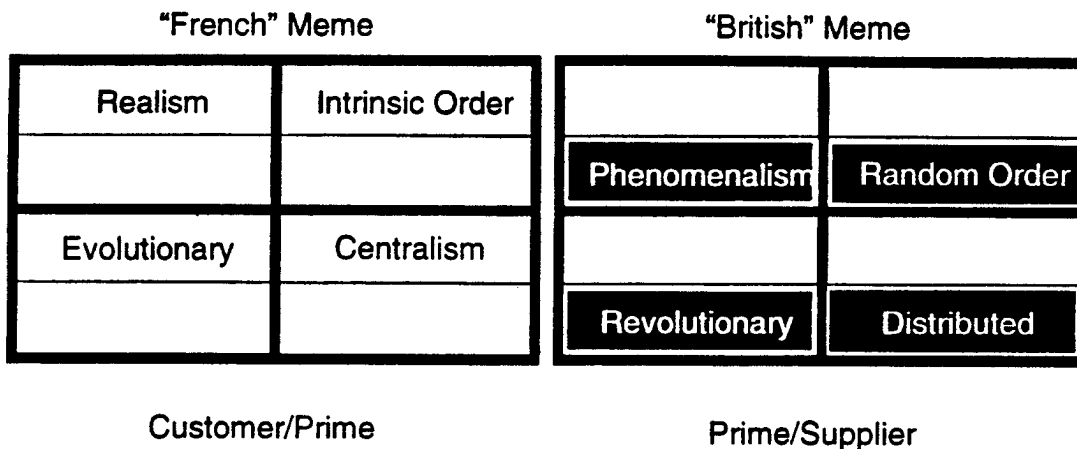 “French” Meme
“British” Meme
Realism
Intrinsic Order
Evolutionary
Centralism
Phenomenalism
Random Order
Revolutionary
Distributed
Customer/Prime
Prime/Supplier